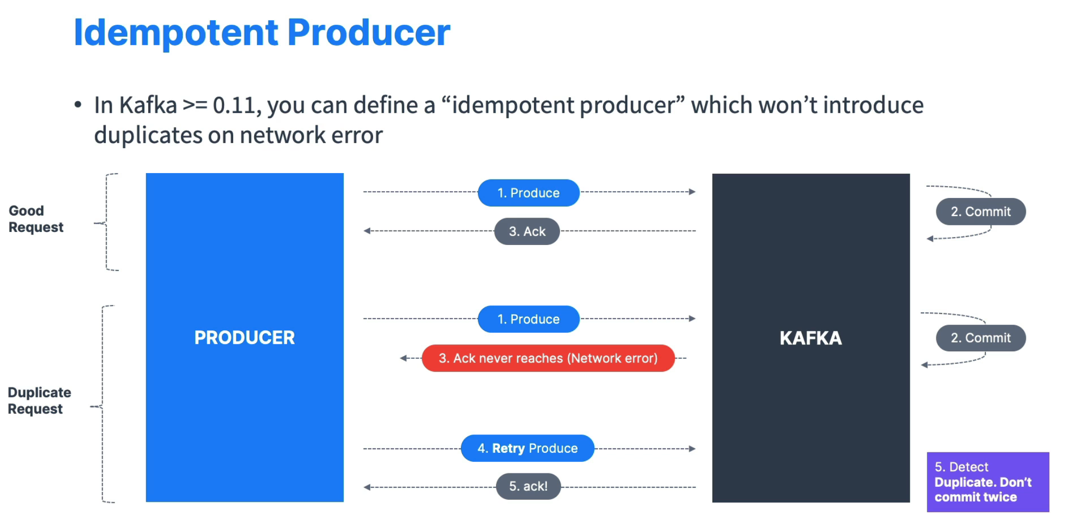 Idempotent Producer
• In Kafka >= 0.11, you can define a “idempotent producer” which won’t introduce
duplicates on network error
Good
Request
PRODUCER
1. Produce
3. Ack
KAFKA
2. Commit
Duplicate
Request
1. Produce
3. Ack never reaches (Network error)
2. Commit
4. Retry Produce
5. ack!
5. Detect
Duplicate. Don’t
commit twice